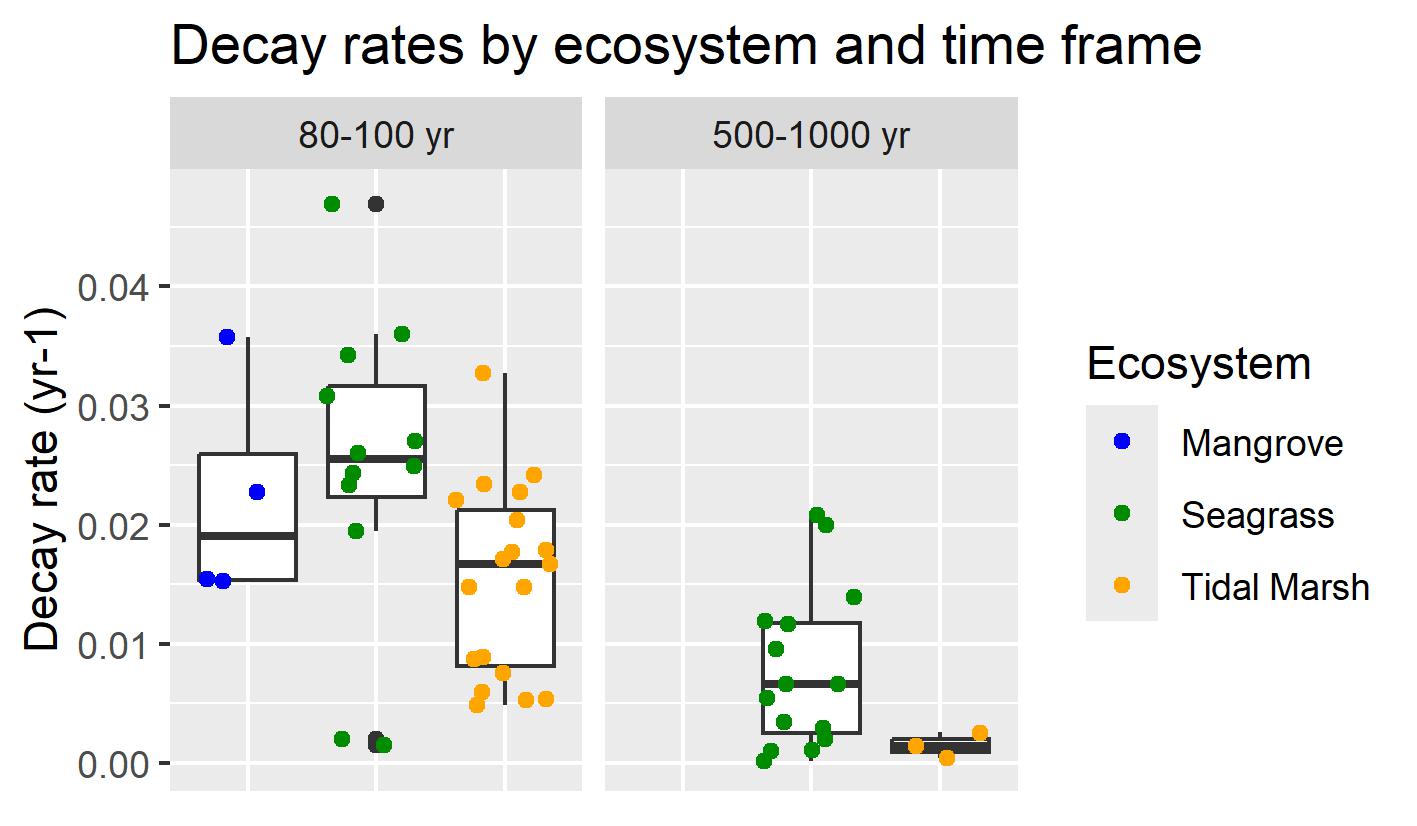 Decay rates by ecosystem and time frame
80-100 yr
500-1000 yr
Decay rate (yr-1)
0.04
0.03
0.02
0.01
0.00
Ecosystem
Mangrove
Seagrass
Tidal Marsh